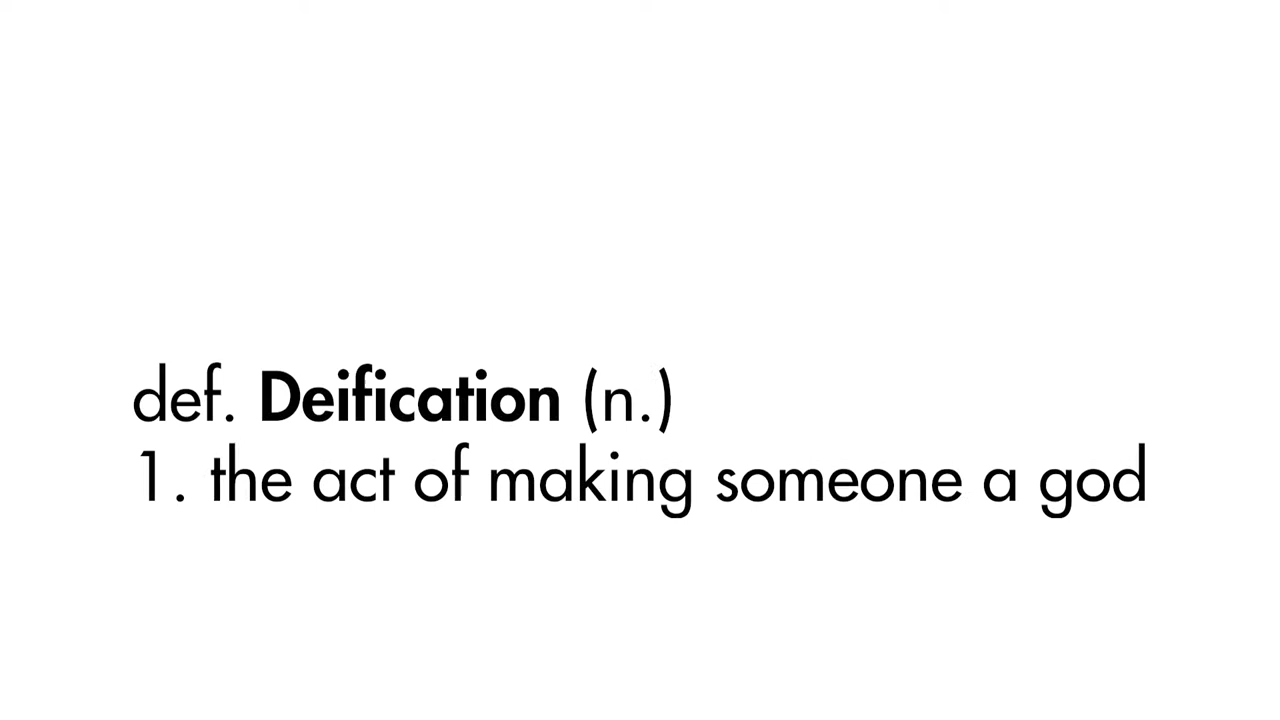 def. Deification (n.)
1. the act of making someone a god